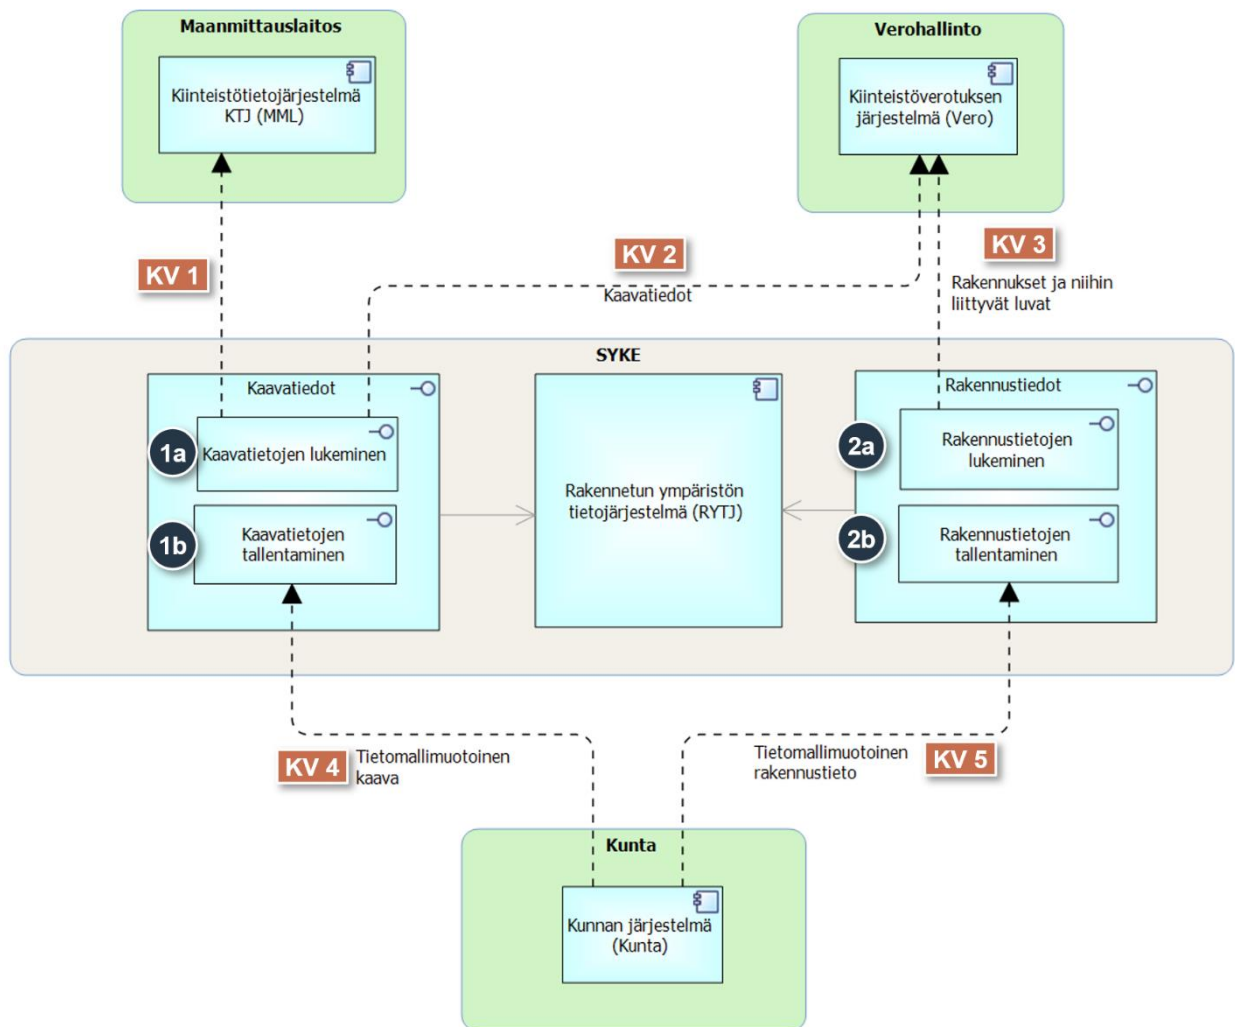 Maanmittauslaitos
Kiinteistötietojärjestelmä
KTJ (MML)
Verohallinto
Kiinteistöverotuksen
järjestelmä (Vero)
KV 1
KV 2
Kaavatiedot
KV 3
Rakennukset ja niihin
liittyvät luvat
SYKE
Kaavatiedot
1a
Kaavatietojen lukeminen
1b
Kaavatietojen
tallentaminen
Rakennetun ympäristön
tietojärjestelmä (RYTJ)
Rakennustiedot
2a
Rakennustietojen
lukeminen
2b
Rakennustietojen
tallentaminen
KV 4
Tietomallimuotoinen
kaava
Tietomallimuotoinen
rakennustieto
KV 5
Kunta
Kunnan järjestelmä
(Kunta)